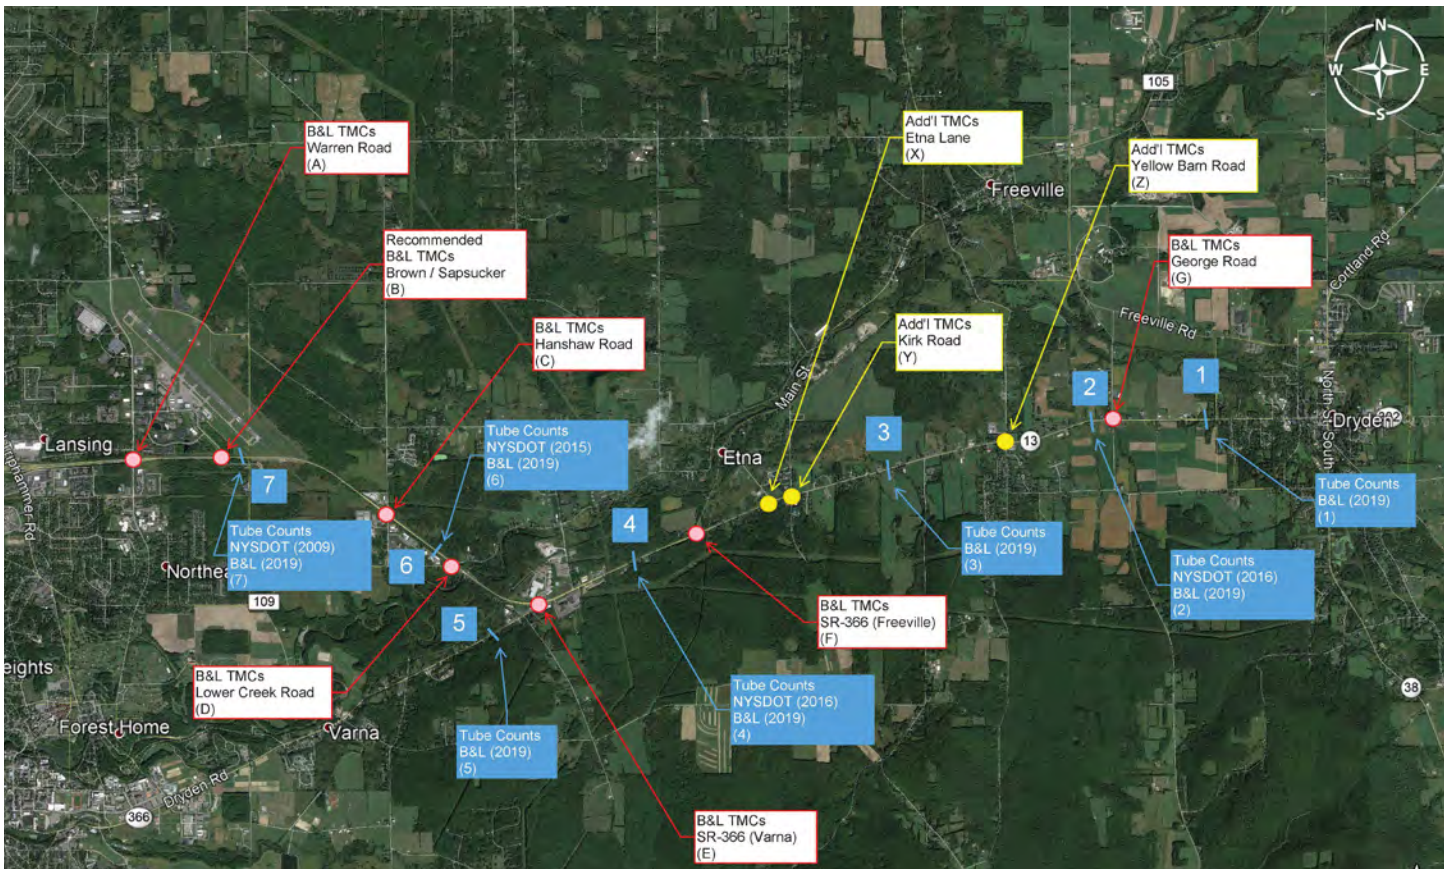 N
W
E
S
105
B&L TMCs
Warren Road
(A)
Add'l TMCs
Etna Lane
(X)
Add'l TMCs
Yellow Barn Road
(Z)
Freeville
Recommended
B&L TMCs
Brown / Sapsucker
(B)
B&L TMCs
George Road
(G)
Cortland Rd
B&L TMCs
Hanshaw Road
(C)
Add'l TMCs
Kirk Road
(Y)
Freeville Rd
Main St
1
2
North St
South
Dryden
392
Lansing
Tube Counts
NYSDOT (2015)
B&L (2019)
(6)
Etna
3
13
7
Tube Counts
B&L (2019)
(1)
Tube Counts
NYSDOT (2009)
B&L (2019)
(7)
4
Tube Counts
B&L (2019)
(3)
Northea
6
Tube Counts
NYSDOT (2016)
B&L (2019)
(2)
109
5
B&L TMCs
SR-366 (Freeville)
(F)
eights
B&L TMCs
Lower Creek Road
(D)
Tube Counts
NYSDOT (2016)
B&L (2019)
(4)
38
Forest Home
Varna
Tube Counts
B&L (2019)
(5)
Dryden Rd
366
B&L TMCs
SR-366 (Varna)
(E)